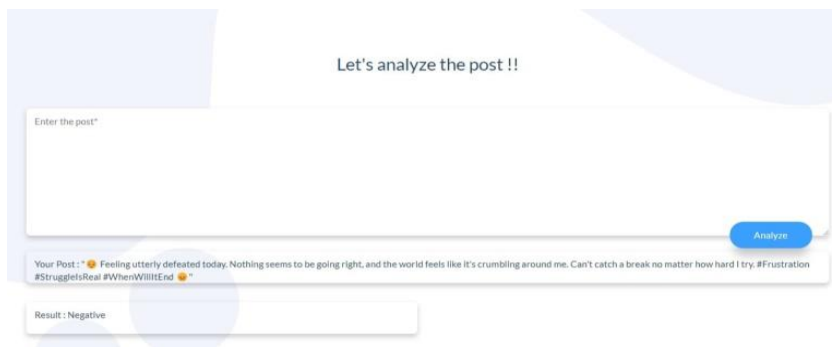 Let's analyze the post !!
Enter the post*
Analyze
Your Post : " 😞 Feeling utterly defeated today. Nothing seems to be going right, and the world feels like it's crumbling around me. Can't catch a break no matter how hard I try. #Frustration
#StruggleIsReal #WhenWillItEnd 😞 "
Result : Negative